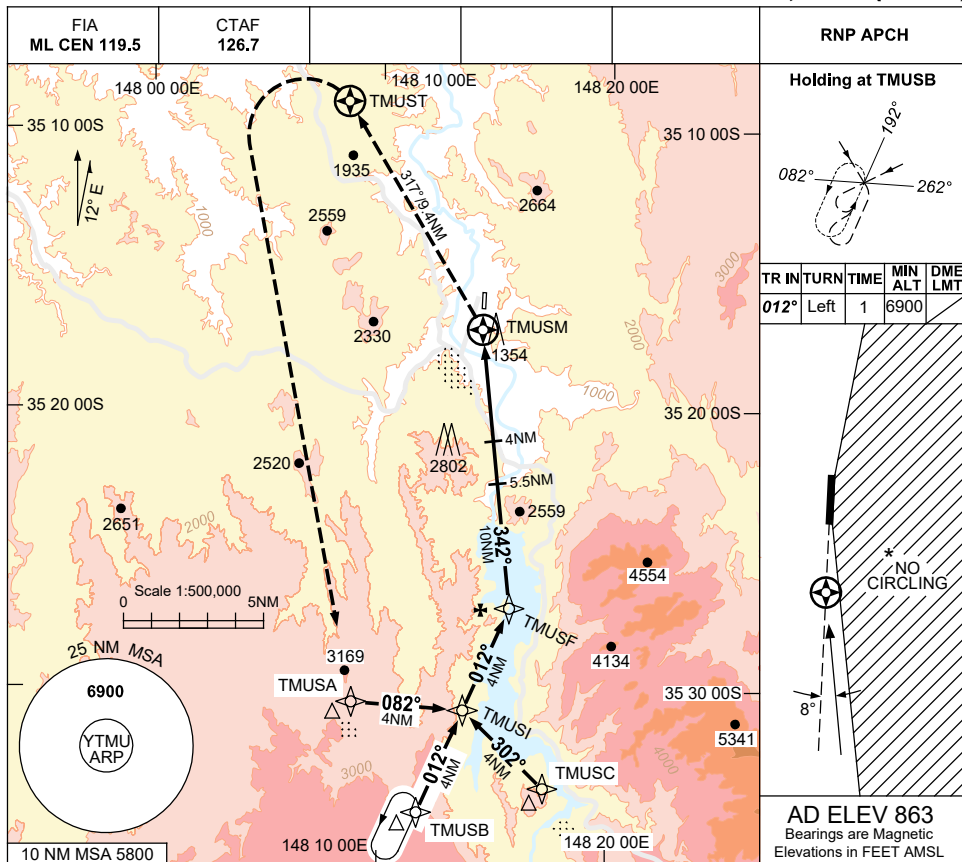 FIA
ML CEN 119.5
CTAF
126.7
RNP APCH
148 00 00E
148 10 00E
148 20 00E
TMUST
35 10 00S
35 10 00S
12° E
1935
317°/9.4NM
2664
2559
1000
3000
2330
TMUSM
1354
2000
1000
35 20 00S
35 20 00S
4NM
2802
5.5NM
2520
2651
2000
2559
342°
10NM
4554
Scale 1:500,000
0
5NM
TMUSF
25 NM MSA
6900
YTMU
ARP
3169
TMUSA
082°
4NM
012°
4NM
4134
35 30 00S
TMUSI
302°
4NM
5341
4000
3000
012°
4NM
TMUSC
TMUSB
10 NM MSA 5800
148 10 00E
148 20 00E
Holding at TMUSB
192°
082°
262°
TR IN TURN TIME MIN ALT DME LMT
012° Left 1 6900
* NO
CIRCLING
8°
AD ELEV 863
Bearings are Magnetic
Elevations in FEET AMSL